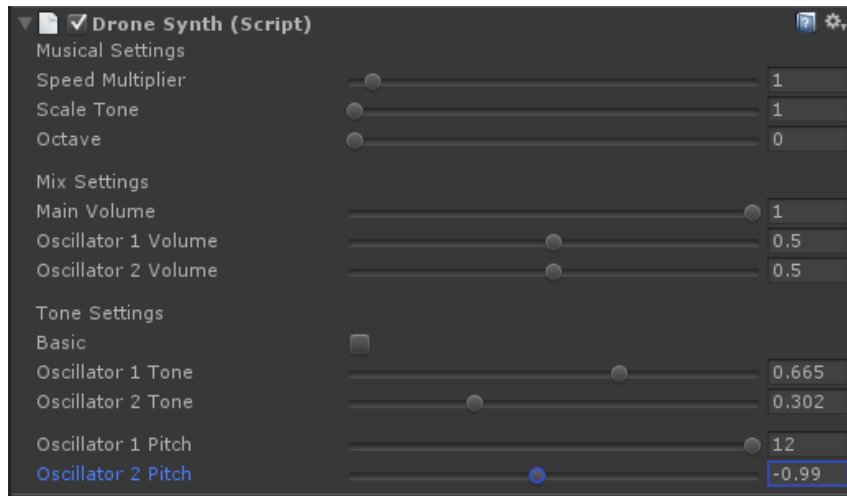 Drone Synth (Script)
Musical Settings
Speed Multiplier 1
Scale Tone 1
Octave 0
Mix Settings
Main Volume 1
Oscillator 1 Volume 0.5
Oscillator 2 Volume 0.5
Tone Settings
Basic
Oscillator 1 Tone 0.665
Oscillator 2 Tone 0.302
Oscillator 1 Pitch 12
Oscillator 2 Pitch -0.99